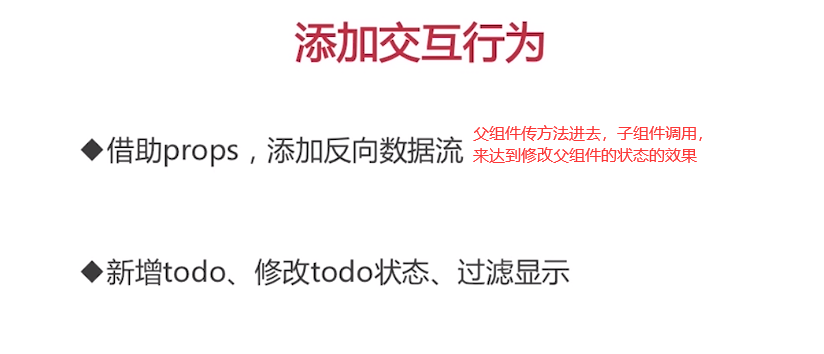 添加交互行为
◆借助props，添加反向数据流
父组件传方法进去，子组件调用，
来达到修改父组件的状态的效果
◆新增todo、修改todo状态、过滤显示